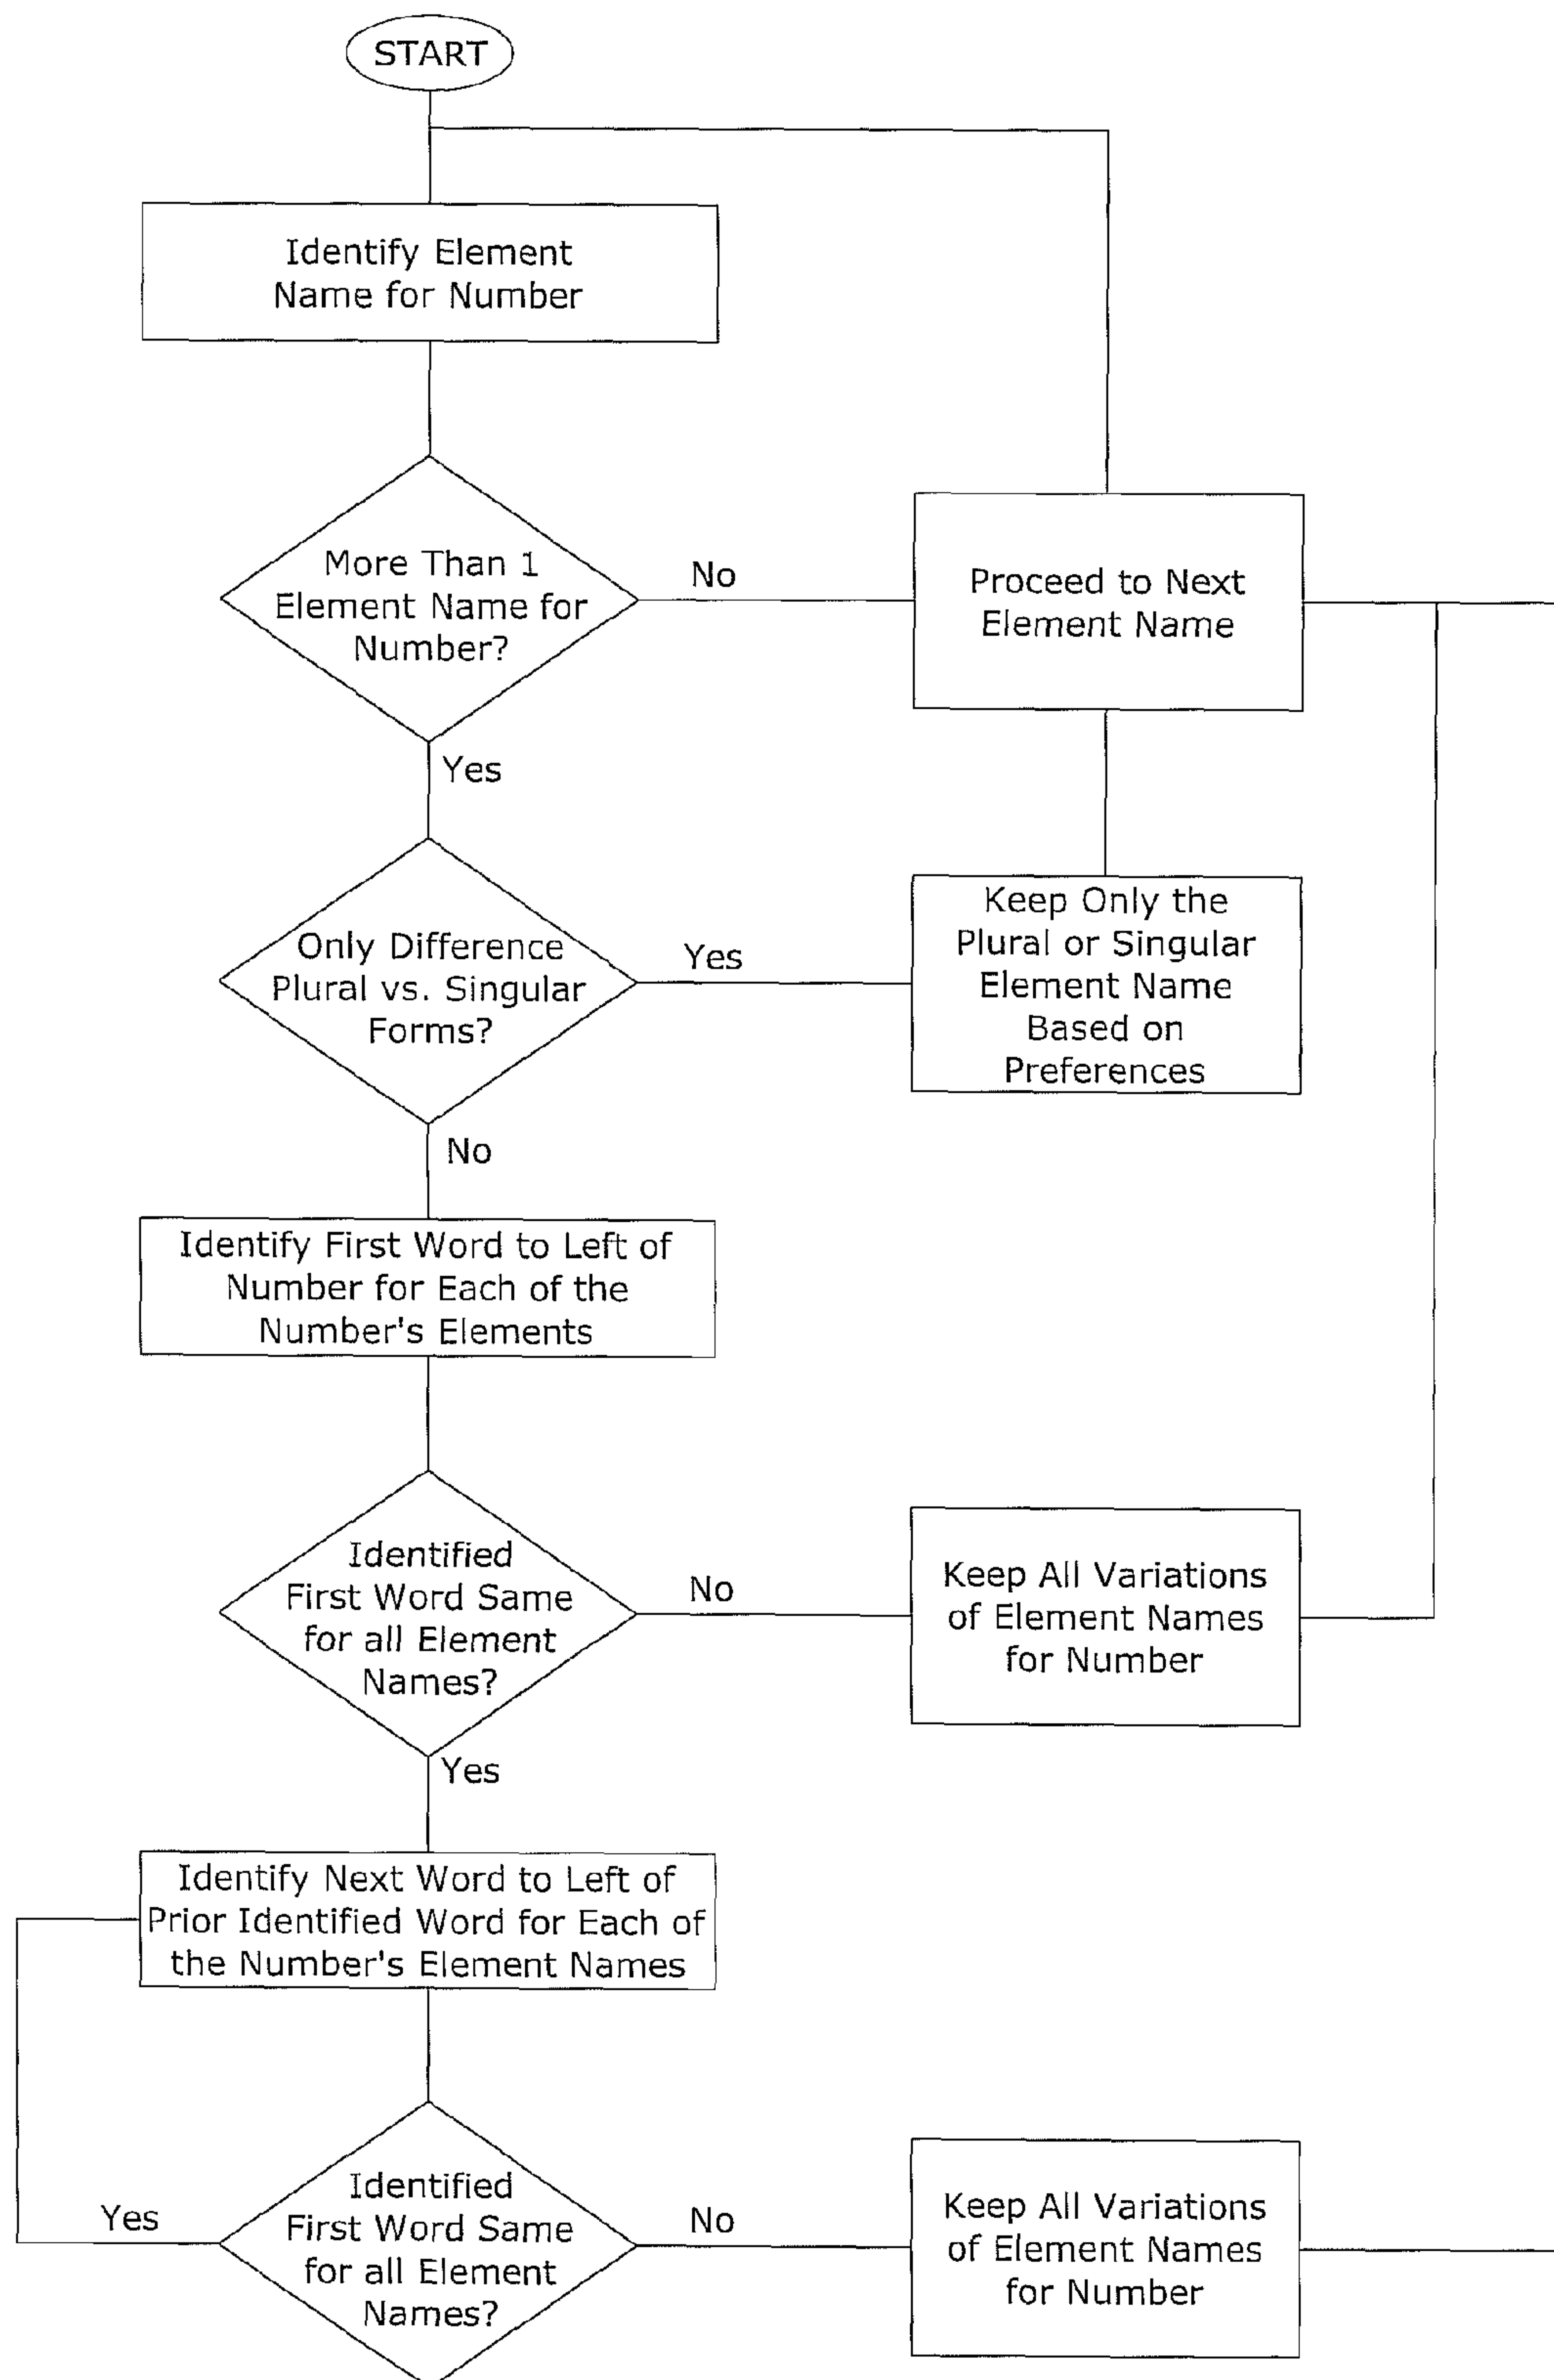 START
Identify Element
Name for Number
More Than 1
Element Name for
Number?
No
Proceed to Next
Element Name
Yes
Only Difference
Plural vs. Singular
Forms?
Yes
Keep Only the
Plural or Singular
Element Name
Based on
Preferences
No
Identify First Word to Left of
Number for Each of the
Number's Elements
Identified
First Word Same
for all Element
Names?
No
Keep All Variations
of Element Names
for Number
Yes
Identify Next Word to Left of
Prior Identified Word for Each of
the Number's Element Names
Yes
Identified
First Word Same
for all Element
Names?
No
Keep All Variations
of Element Names
for Number